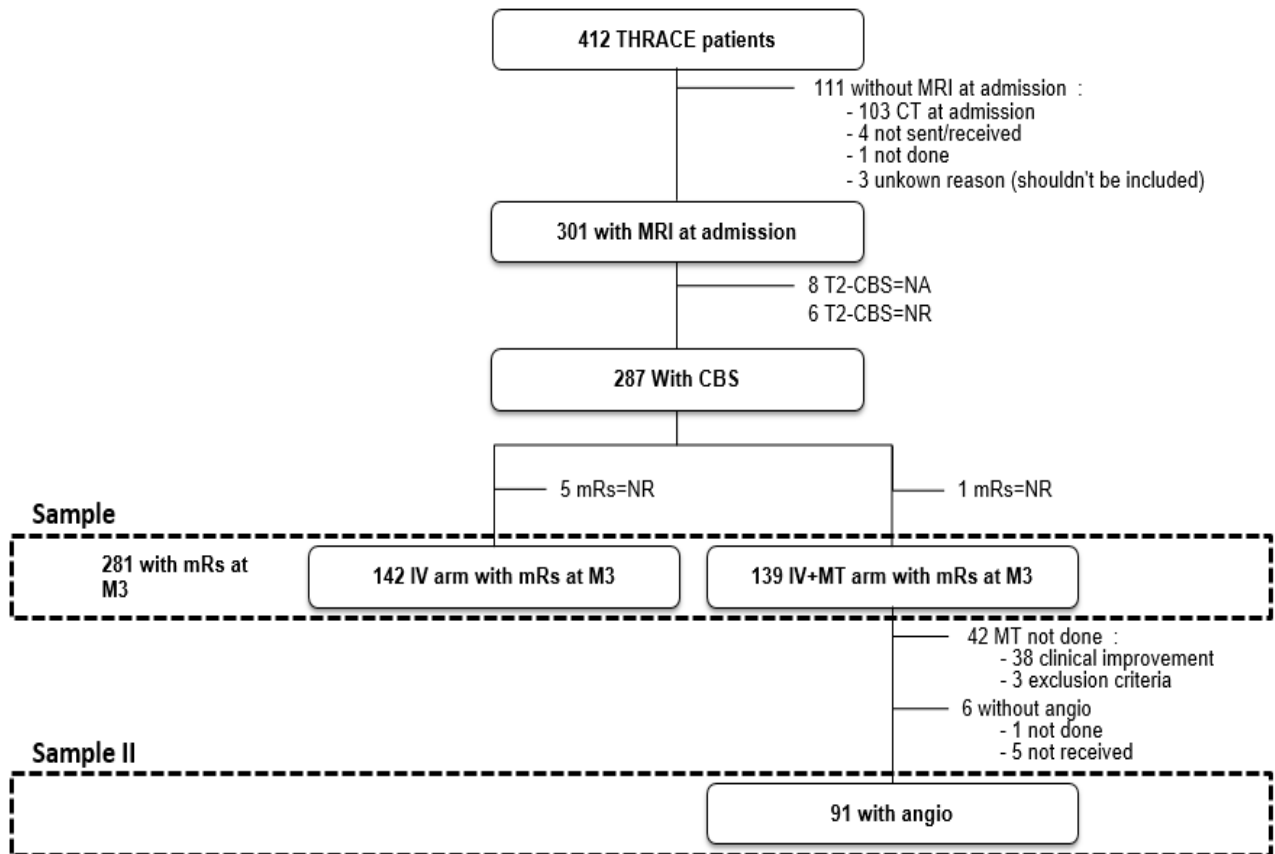 412 THRACE patients
111 without MRI at admission :
- 103 CT at admission
- 4 not sent/received
- 1 not done
- 3 unkown reason (shouldn't be included)
301 with MRI at admission
8 T2-CBS=NA
6 T2-CBS=NR
287 With CBS
5 mRs=NR
1 mRs=NR
Sample
281 with mRs at
M3
142 IV arm with mRs at M3
139 IV+MT arm with mRs at M3
42 MT not done :
- 38 clinical improvement
- 3 exclusion criteria
6 without angio
- 1 not done
- 5 not received
Sample II
91 with angio